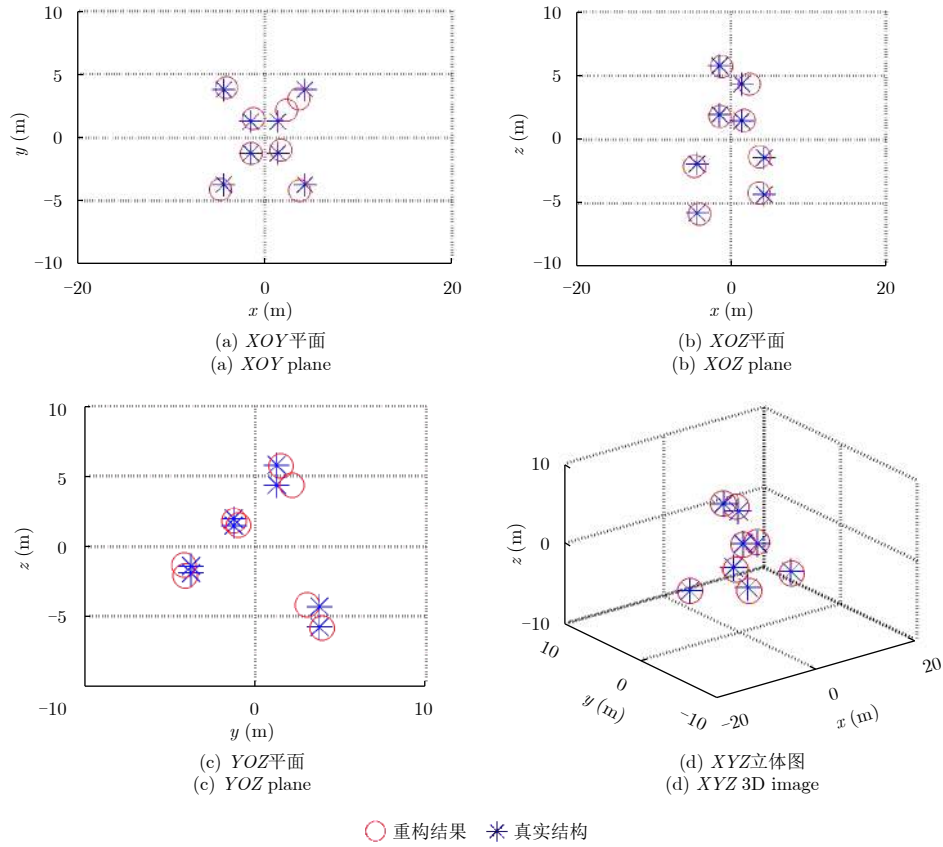 10
5
0
−5
−10
y (m)
−20
0
20
x (m)
(a) XOY平面
(a) XOY plane
10
5
0
−5
−10
z (m)
−20
0
20
x (m)
(b) XOZ平面
(b) XOZ plane
10
5
0
−5
−10
z (m)
0
10
y (m)
(c) YOZ平面
(c) YOZ plane
10
0
−10
z (m)
10
0
−10
y (m)
−20
0
20
x (m)
(d) XYZ立体图
(d) XYZ 3D image
重构结果 真实结构